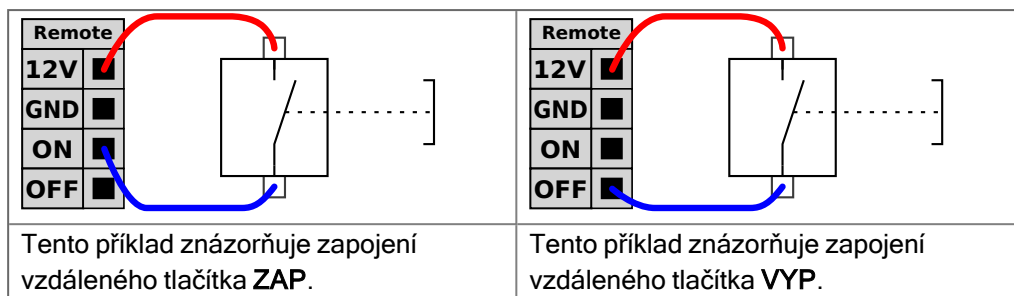 Remote
12V
GND
ON
OFF
Tento příklad znázorňuje zapojení
vzdáleného tlačítka ZAP.
Remote
12V
GND
ON
OFF
Tento příklad znázorňuje zapojení
vzdáleného tlačítka VYP.